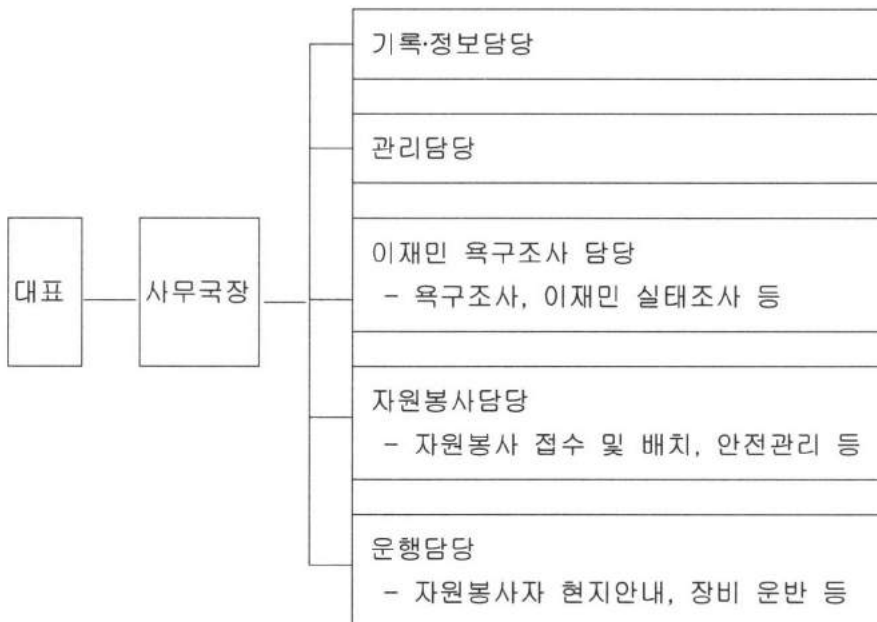 대표
사무국장
기록·정보담당
관리담당
이재민 욕구조사 담당
- 욕구조사, 이재민 실태조사 등
자원봉사담당
- 자원봉사 접수 및 배치, 안전관리 등
운행담당
- 자원봉사자 현지안내, 장비 운반 등